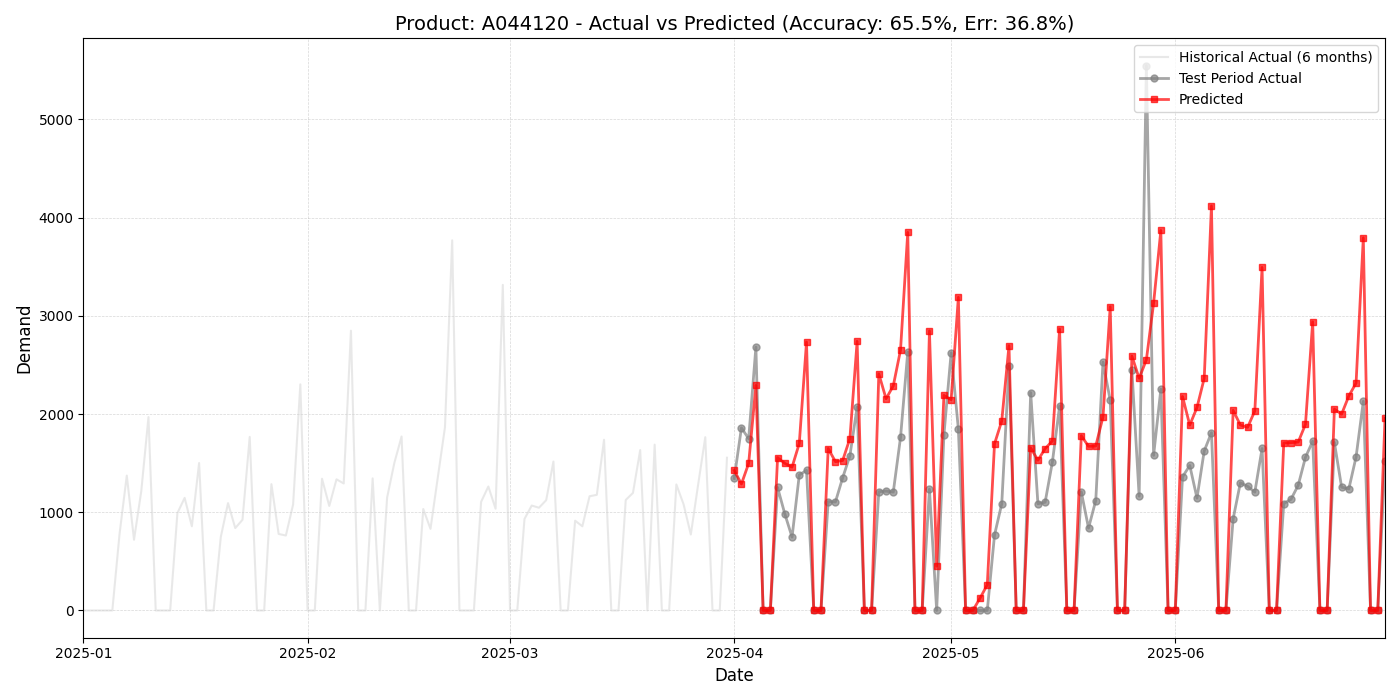 Product: A044120 - Actual vs Predicted (Accuracy: 65.5%, Err: 36.8%)
Historical Actual (6 months)
Test Period Actual
Predicted
Demand
5000
4000
3000
2000
1000
0
2025-01
2025-02
2025-03
2025-04
2025-05
2025-06
Date